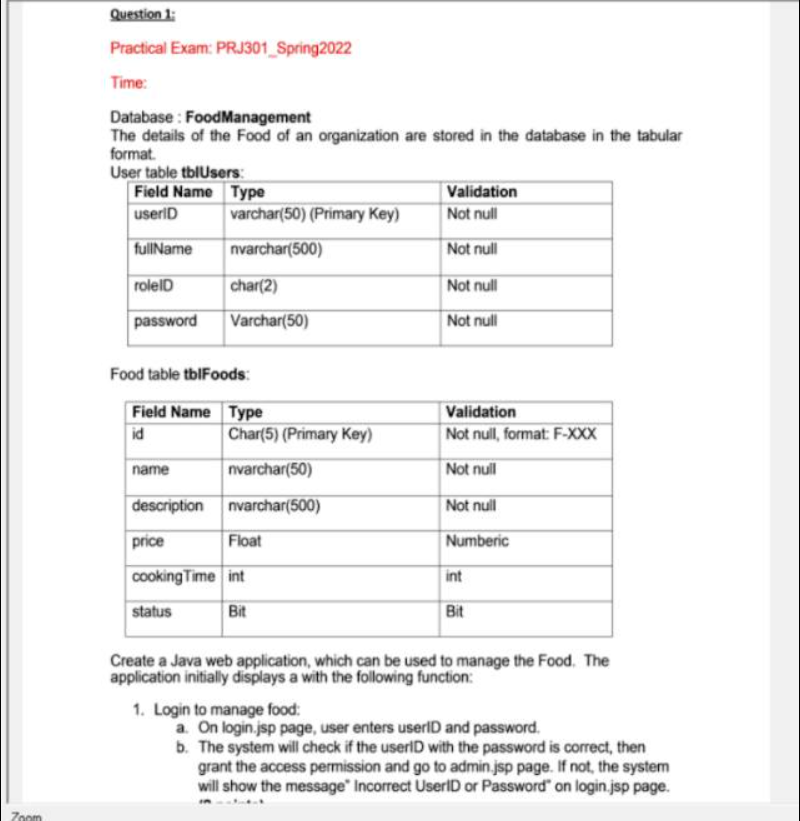 Question 1:
Practical Exam: PRJ301_Spring2022
Time:
Database : FoodManagement
The details of the Food of an organization are stored in the database in the tabular
format.
User table tblUsers:
Field Name Type Validation
userID varchar(50) (Primary Key) Not null
fullName nvarchar(500) Not null
roleID char(2) Not null
password Varchar(50) Not null
Food table tblFoods:
Field Name Type Validation
id Char(5) (Primary Key) Not null, format: F-XXX
name nvarchar(50) Not null
description nvarchar(500) Not null
price Float Numberic
cookingTime int int
status Bit Bit
Create a Java web application, which can be used to manage the Food. The
application initially displays a with the following function:
1. Login to manage food:
a. On login.jsp page, user enters userID and password.
b. The system will check if the userID with the password is correct, then
grant the access permission and go to admin.jsp page. If not, the system
will show the message" Incorrect UserID or Password" on login.jsp page.
Zoom